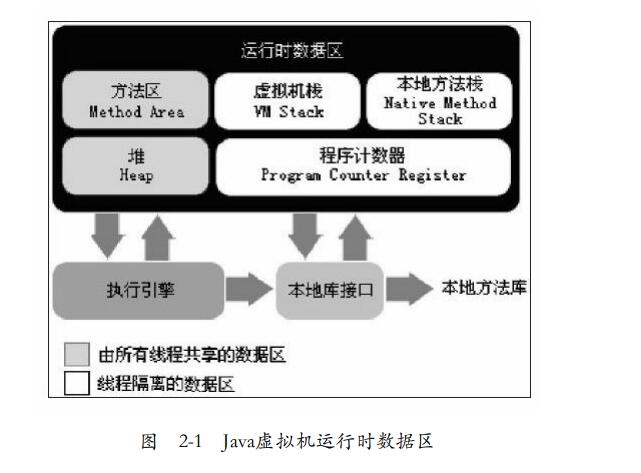 运行时数据区
方法区
Method Area
虚拟机栈
VM Stack
本地方法栈
Native Method
Stack
堆
Heap
程序计数器
Program Counter Register
执行引擎
本地库接口
本地方法库
由所有线程共享的数据区
线程隔离的数据区
图 2-1 Java虚拟机运行时数据区